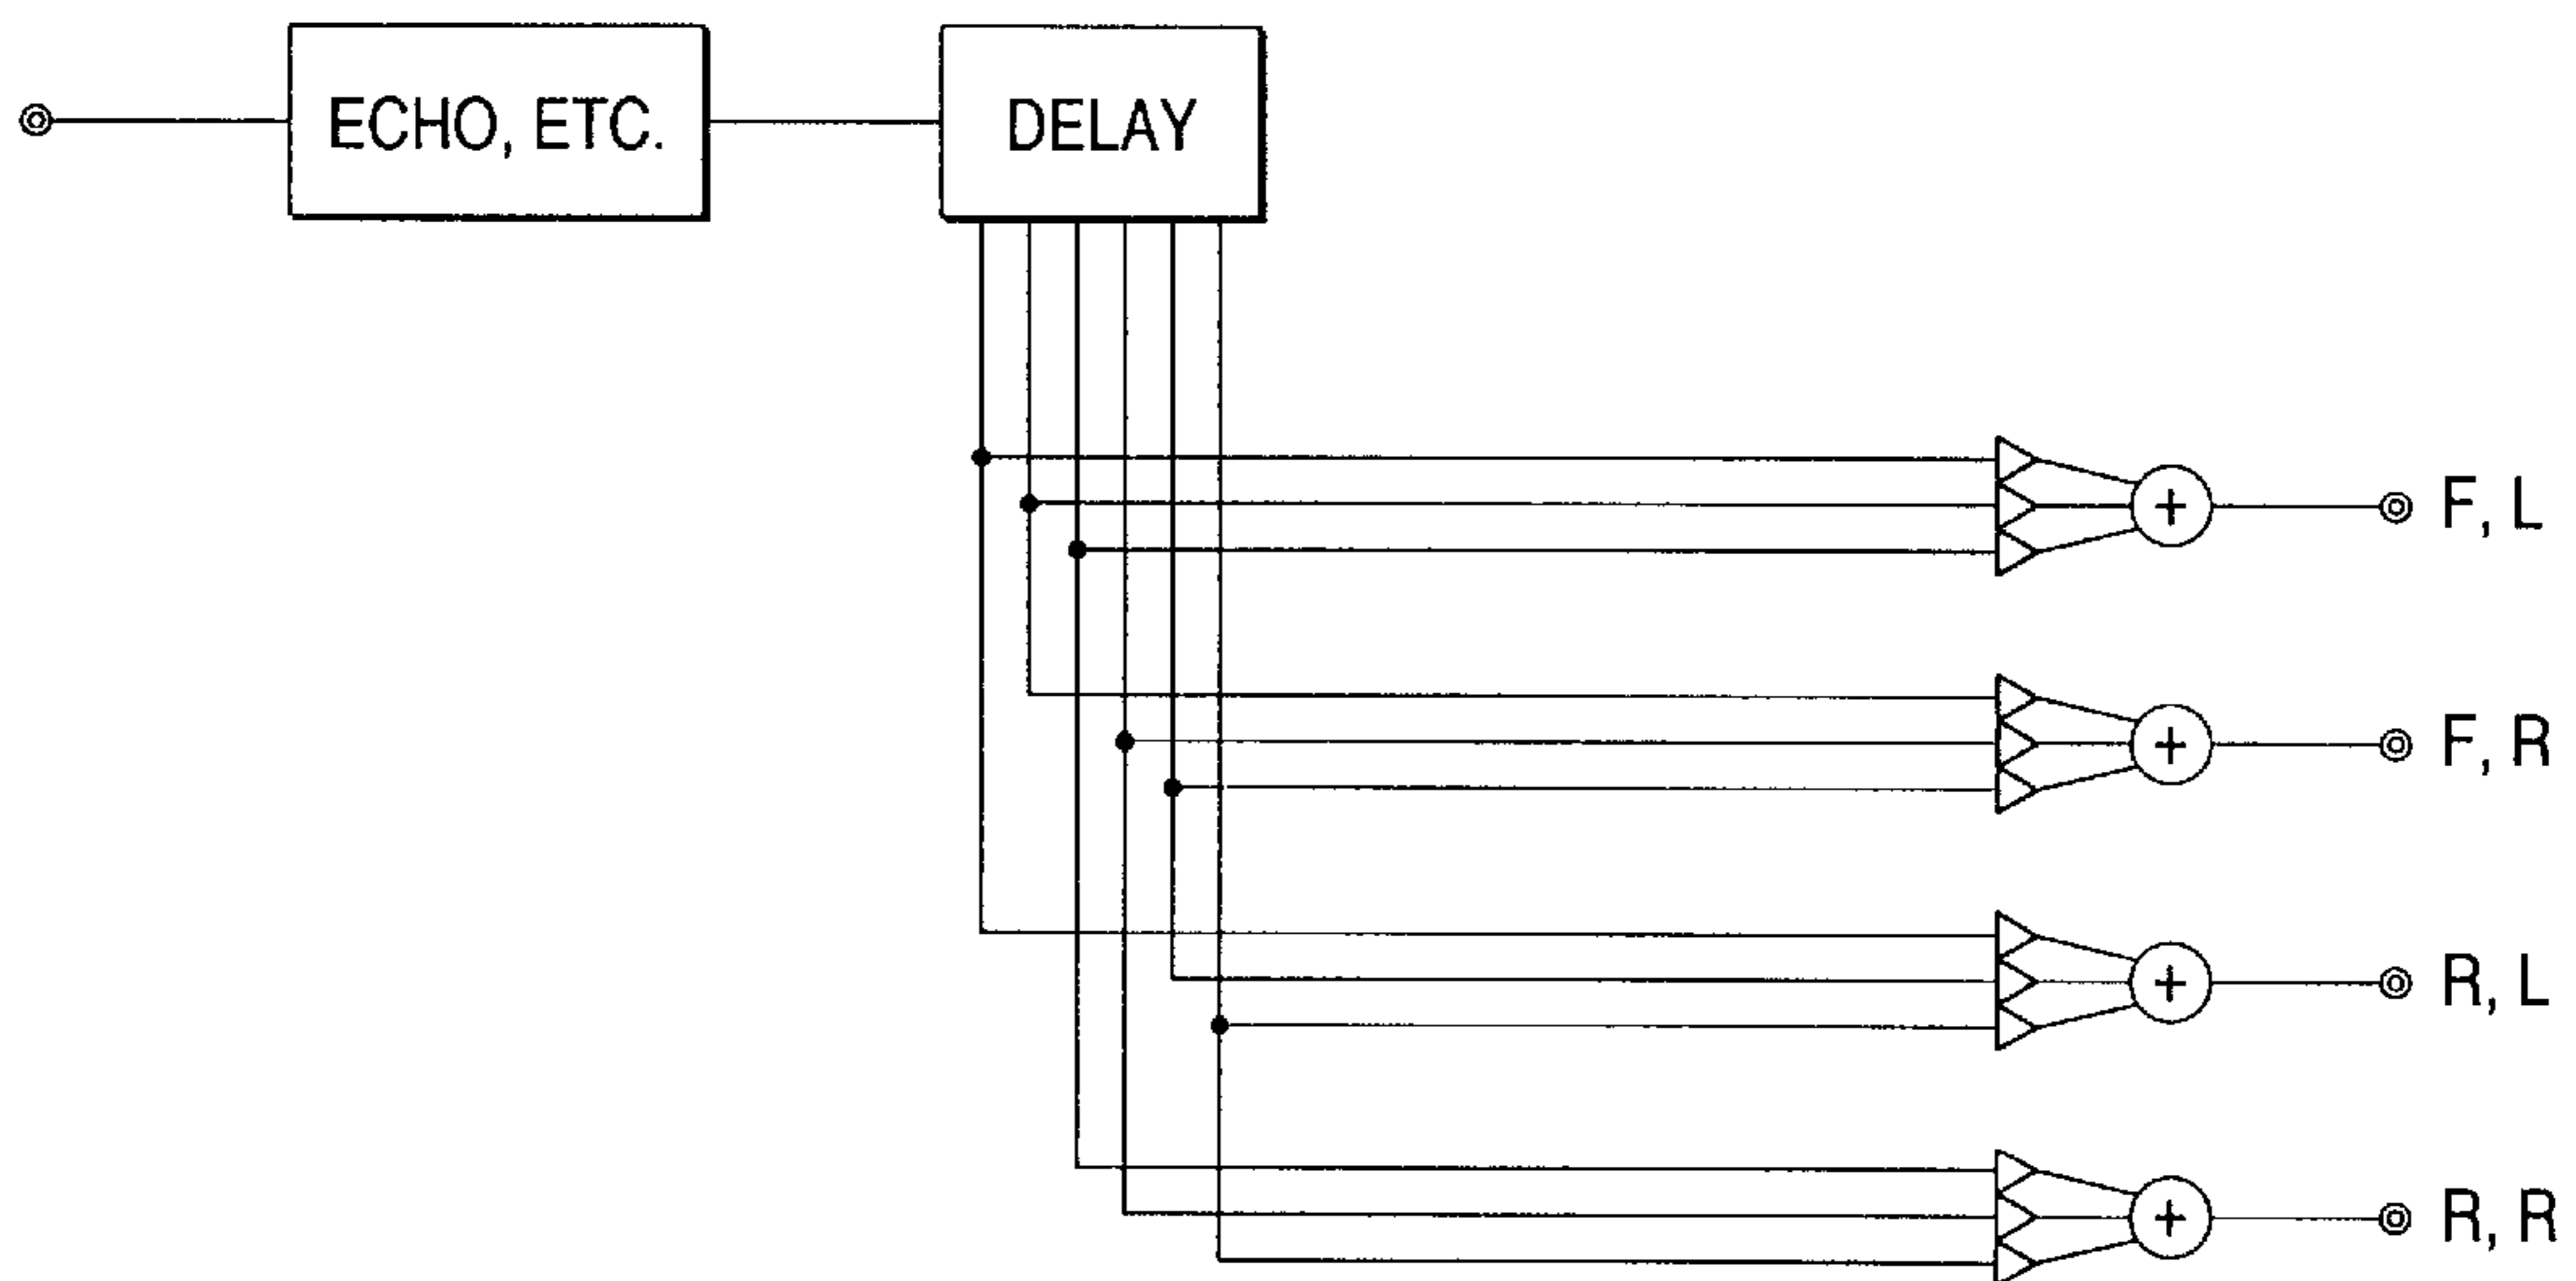 ECHO, ETC.
DELAY
+ F, L
+ F, R
+ R, L
+ R, R